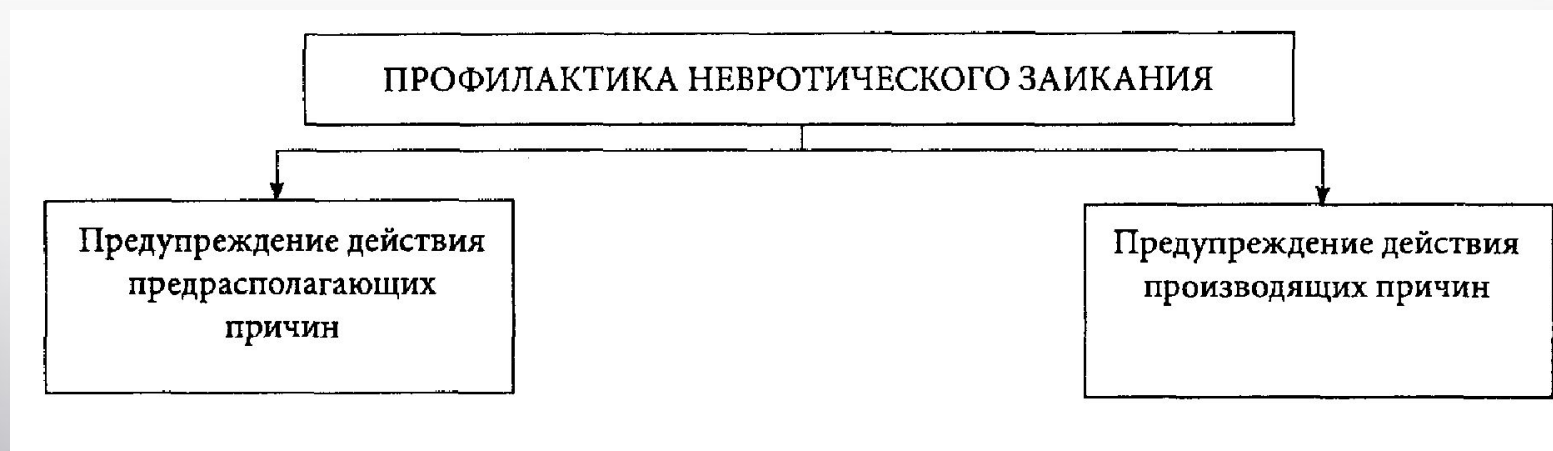 ПРОФИЛАКТИКА НЕВРОТИЧЕСКОГО ЗАИКАНИЯ
Предупреждение действия
предрасполагающих
причин
Предупреждение действия
производящих причин